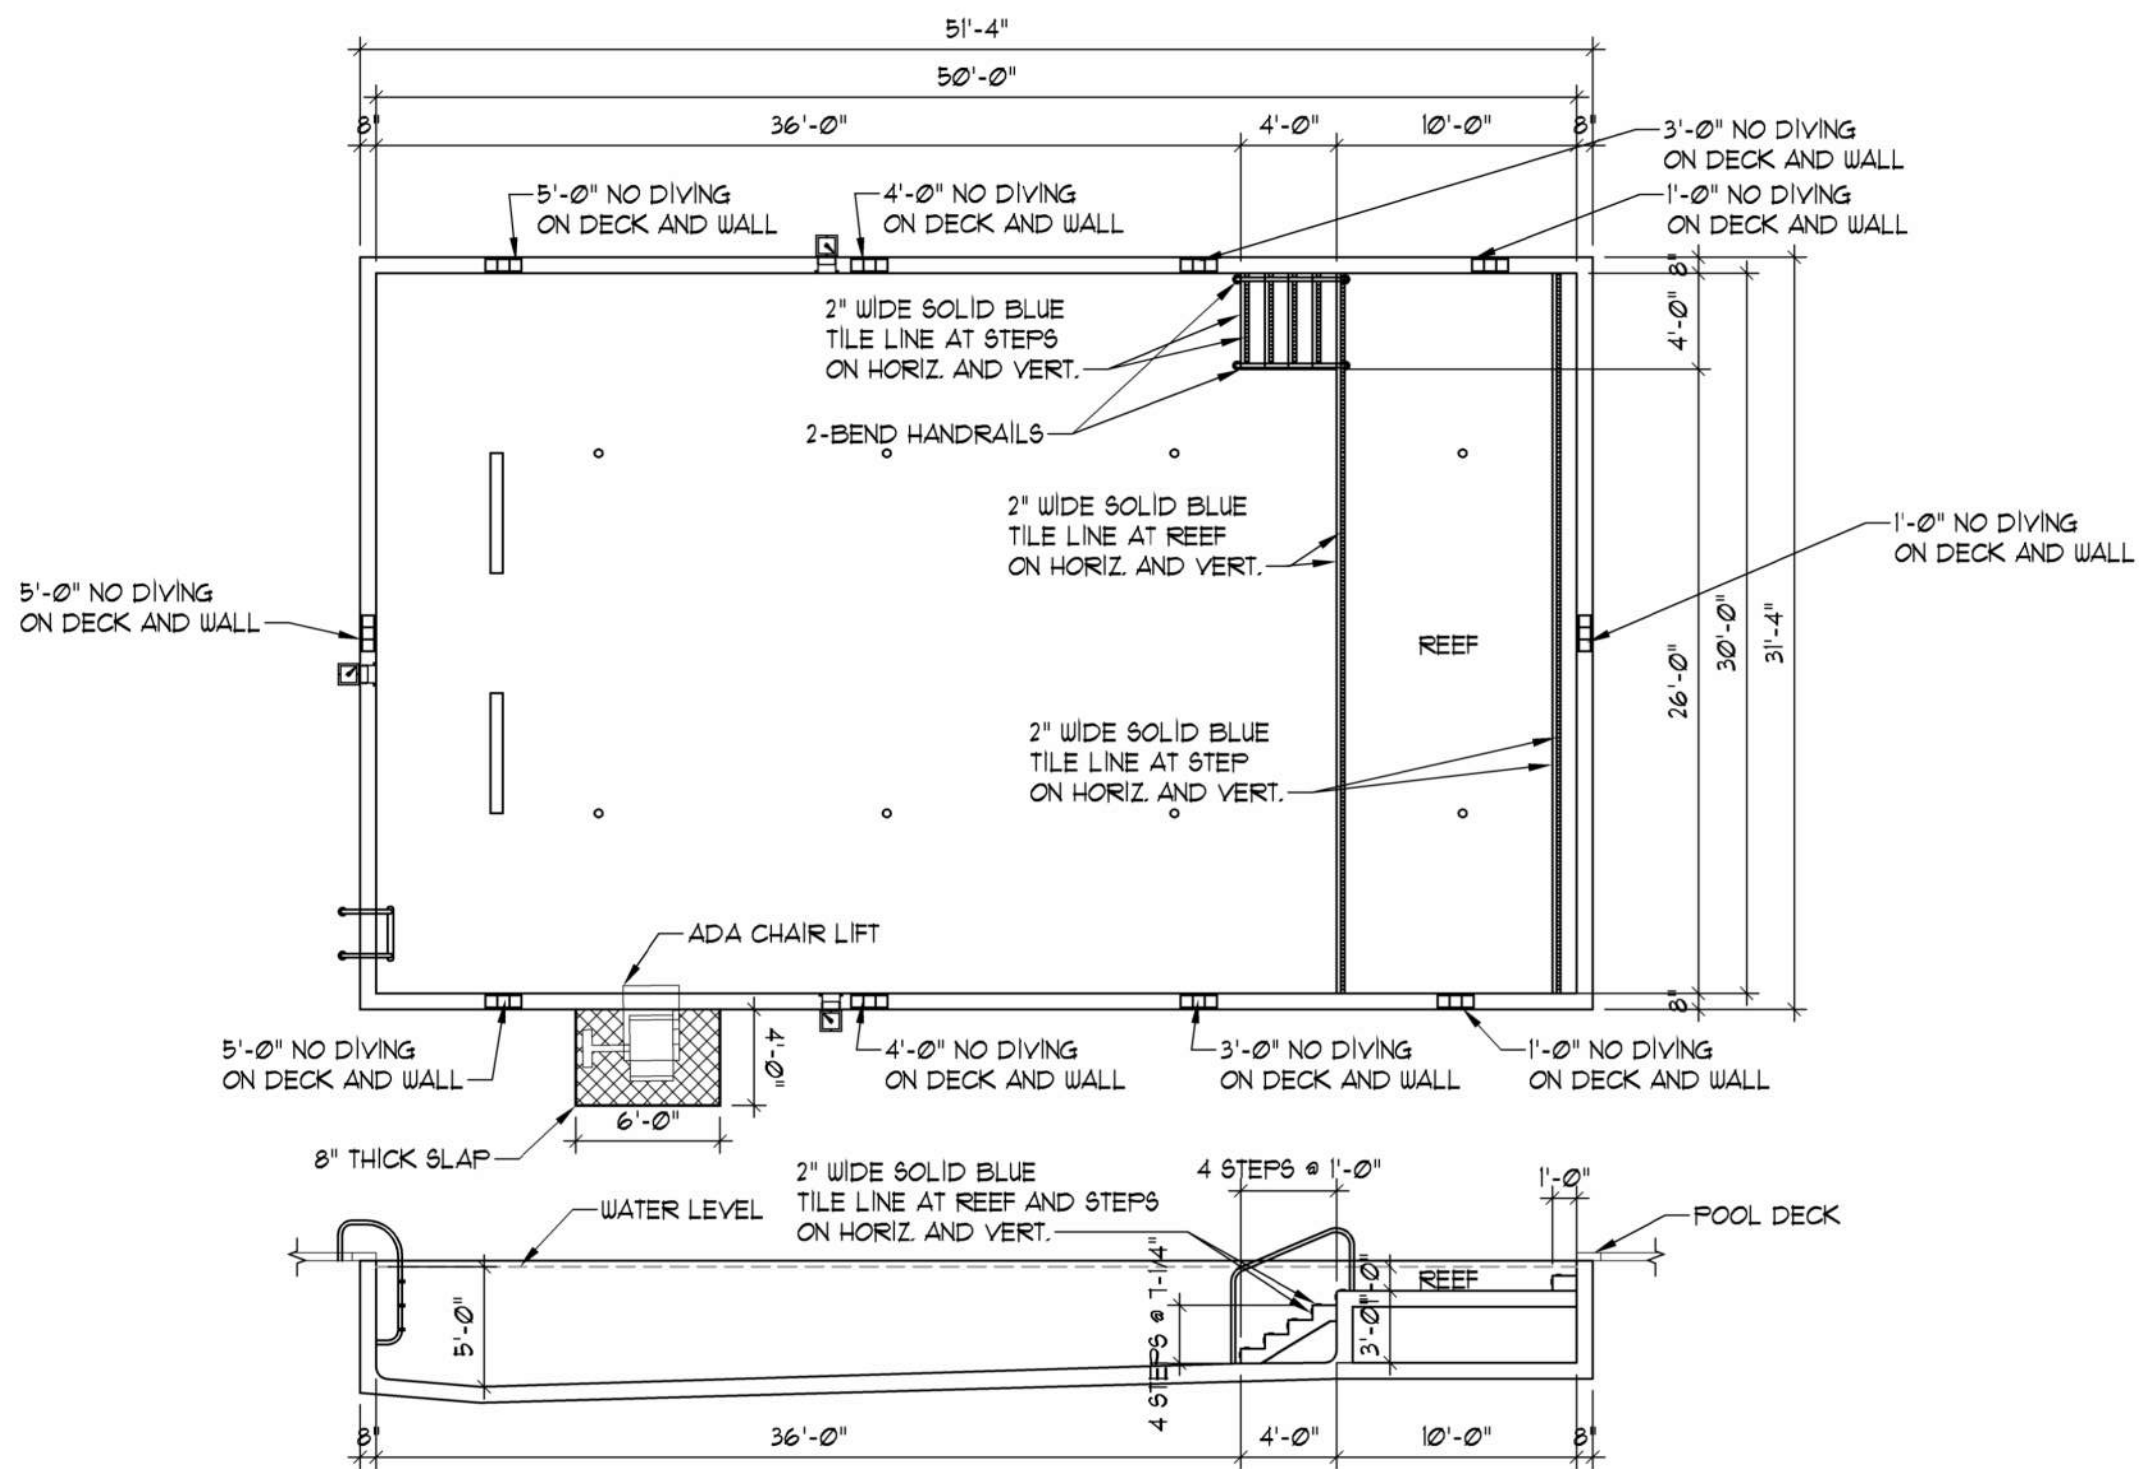 51'-4"
50'-0"
8"
36'-0"
4'-0"
10'-0"
8"
3'-0" NO DIVING
ON DECK AND WALL
5'-0" NO DIVING
ON DECK AND WALL
4'-0" NO DIVING
ON DECK AND WALL
1'-0" NO DIVING
ON DECK AND WALL
8"
4'-0"
2" WIDE SOLID BLUE
TILE LINE AT STEPS
ON HORIZ. AND VERT.
2-BEND HANDRAILS
2" WIDE SOLID BLUE
TILE LINE AT REEF
ON HORIZ. AND VERT.
1'-0" NO DIVING
ON DECK AND WALL
5'-0" NO DIVING
ON DECK AND WALL
REEF
26'-0"
30'-0"
31'-4"
2" WIDE SOLID BLUE
TILE LINE AT STEP
ON HORIZ. AND VERT.
ADA CHAIR LIFT
8"
5'-0" NO DIVING
ON DECK AND WALL
4'-0"
4'-0" NO DIVING
ON DECK AND WALL
3'-0" NO DIVING
ON DECK AND WALL
1'-0" NO DIVING
ON DECK AND WALL
6'-0"
8" THICK SLAP
2" WIDE SOLID BLUE
TILE LINE AT REEF AND STEPS
ON HORIZ. AND VERT.
4 STEPS @ 1'-0"
1'-0"
WATER LEVEL
POOL DECK
5'-0"
4 STEPS @ 7-1/4"
1'-0"
3'-0"
REEF
8"
36'-0"
4'-0"
10'-0"
8"